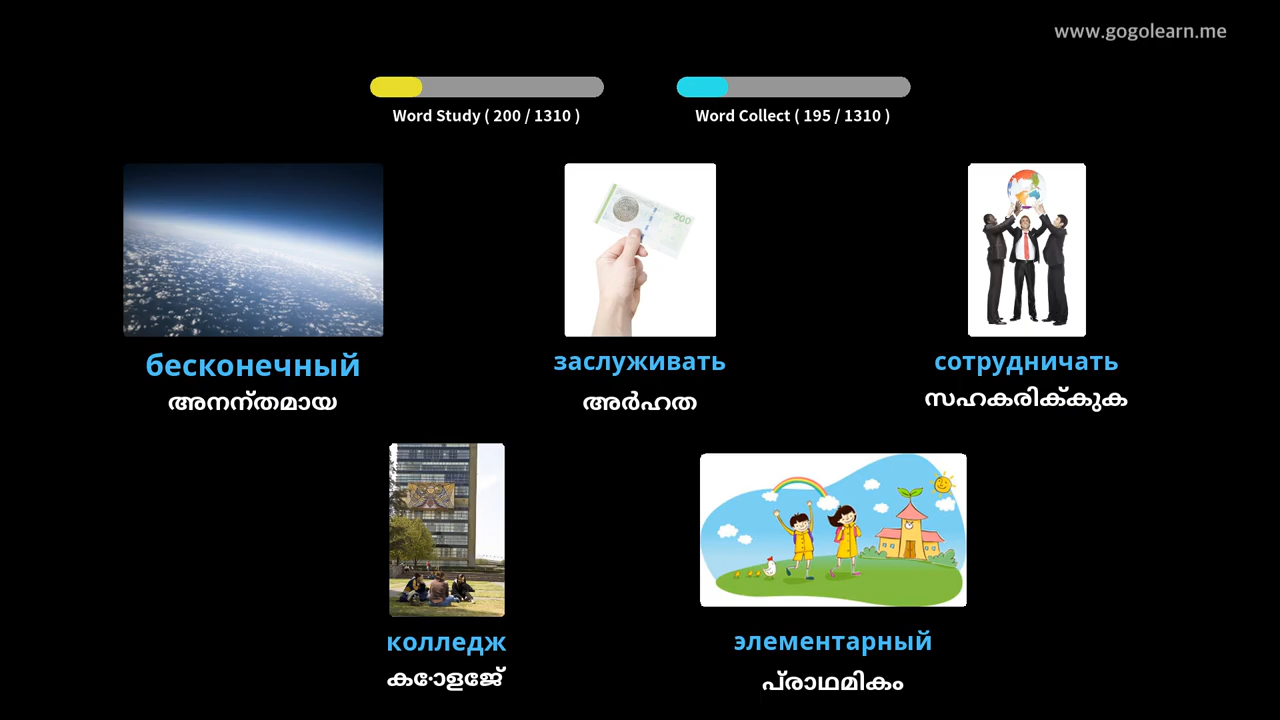 www.gogolearn.me
Word Study ( 200 / 1310 )
Word Collect ( 195 / 1310 )
200
бесконечный
заслуживать
сотрудничать
അനന്തമായ
അർഹത
സഹകരിക്കുക
колледж
элементарный
കോളേജ്
പ്രാഥമികം